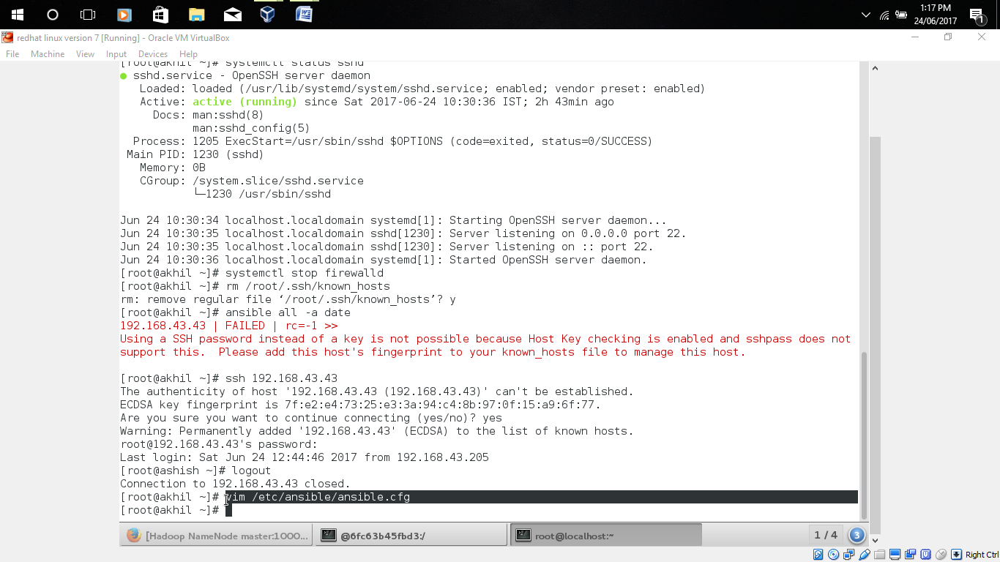 1:17 PM
24/06/2017
1
redhat linux version 7 [Running] - Oracle VM VirtualBox
File Machine View Input Devices Help
[root@akhil ~]# systemctl status sshd
● sshd.service - OpenSSH server daemon
Loaded: loaded (/usr/lib/systemd/system/sshd.service; enabled; vendor preset: enabled)
Active: active (running) since Sat 2017-06-24 10:30:36 IST; 2h 43min ago
Docs: man:sshd(8)
man:sshd_config(5)
Process: 1205 ExecStart=/usr/sbin/sshd $OPTIONS (code=exited, status=0/SUCCESS)
Main PID: 1230 (sshd)
Memory: 0B
CGroup: /system.slice/sshd.service
└─1230 /usr/sbin/sshd
Jun 24 10:30:34 localhost.localdomain systemd[1]: Starting OpenSSH server daemon...
Jun 24 10:30:35 localhost.localdomain sshd[1230]: Server listening on 0.0.0.0 port 22.
Jun 24 10:30:35 localhost.localdomain sshd[1230]: Server listening on :: port 22.
Jun 24 10:30:36 localhost.localdomain systemd[1]: Started OpenSSH server daemon.
[root@akhil ~]# systemctl stop firewalld
[root@akhil ~]# rm /root/.ssh/known_hosts
rm: remove regular file ‘/root/.ssh/known_hosts’? y
[root@akhil ~]# ansible all -a date
192.168.43.43 | FAILED | rc=-1 >>
Using a SSH password instead of a key is not possible because Host Key checking is enabled and sshpass does not
support this.  Please add this host's fingerprint to your known_hosts file to manage this host.
[root@akhil ~]# ssh 192.168.43.43
The authenticity of host '192.168.43.43 (192.168.43.43)' can't be established.
ECDSA key fingerprint is 7f:e2:e4:73:25:e3:3a:94:c4:8b:97:0f:15:a9:6f:77.
Are you sure you want to continue connecting (yes/no)? yes
Warning: Permanently added '192.168.43.43' (ECDSA) to the list of known hosts.
root@192.168.43.43's password:
Last login: Sat Jun 24 12:44:46 2017 from 192.168.43.205
[root@ashish ~]# logout
Connection to 192.168.43.43 closed.
[root@akhil ~]# vim /etc/ansible/ansible.cfg
[root@akhil ~]#
[Hadoop NameNode master:1000... @6fc63b45fbd3:/ root@localhost:~ 1 / 4 3
Right Ctrl